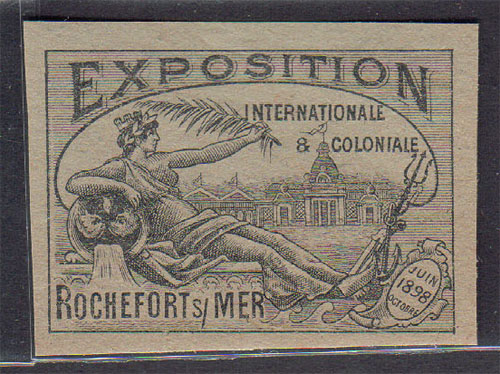 EXPOSITION
INTERNATIONALE
& COLONIALE
ROCHEFORT S/MER
JUIN
1898
OCTOBRE